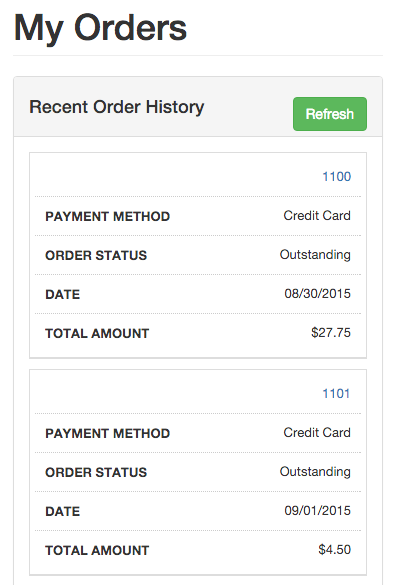 My Orders
Recent Order History
Refresh
1100
PAYMENT METHOD Credit Card
ORDER STATUS Outstanding
DATE 08/30/2015
TOTAL AMOUNT $27.75
1101
PAYMENT METHOD Credit Card
ORDER STATUS Outstanding
DATE 09/01/2015
TOTAL AMOUNT $4.50